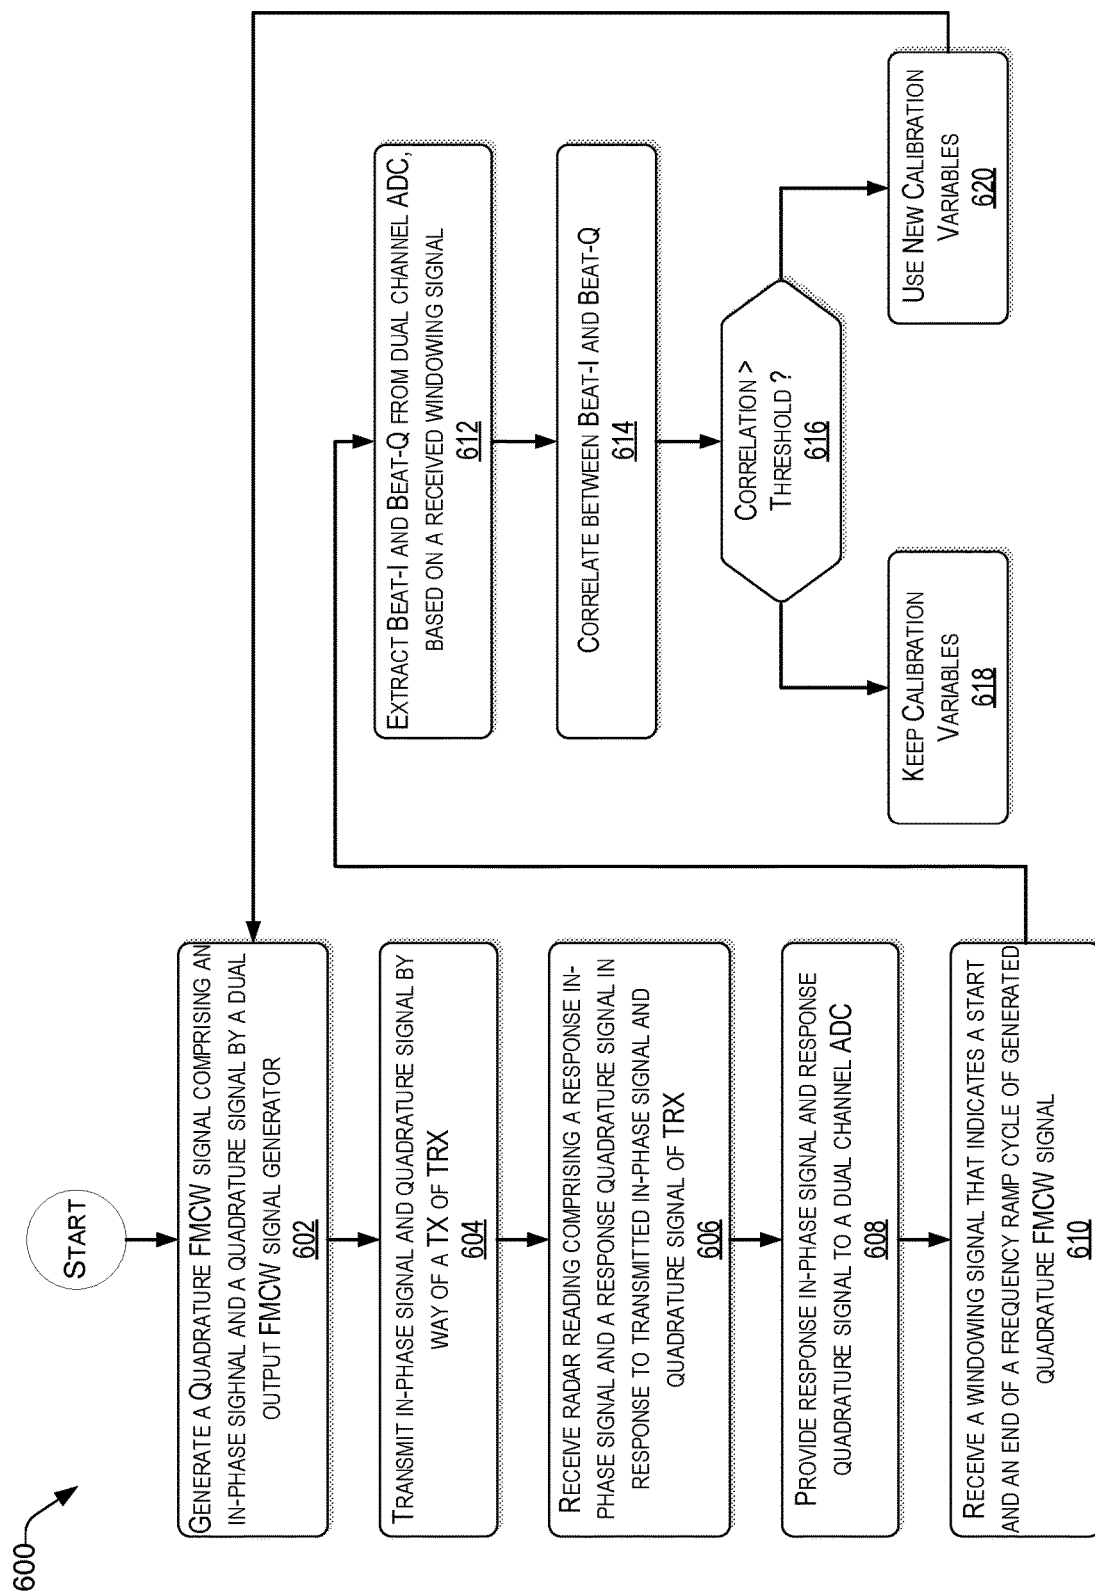 600
START
GENERATE A QUADRATURE FMCW SIGNAL COMPRISING AN
IN-PHASE SIGHNAL AND A QUADRATURE SIGNAL BY A DUAL
OUTPUT FMCW SIGNAL GENERATOR
602
TRANSMIT IN-PHASE SIGNAL AND QUADRATURE SIGNAL BY
WAY OF A TX OF TRX
604
RECEIVE RADAR READING COMPRISING A RESPONSE IN-
PHASE SIGNAL AND A RESPONSE QUADRATURE SIGNAL IN
RESPONSE TO TRANSMITTED IN-PHASE SIGNAL AND
QUADRATURE SIGNAL OF TRX
606
PROVIDE RESPONSE IN-PHASE SIGNAL AND RESPONSE
QUADRATURE SIGNAL TO A DUAL CHANNEL ADC
608
RECEIVE A WINDOWING SIGNAL THAT INDICATES A START
AND AN END OF A FREQUENCY RAMP CYCLE OF GENERATED
QUADRATURE FMCW SIGNAL
610
EXTRACT BEAT-I AND BEAT-Q FROM DUAL CHANNEL ADC,
BASED ON A RECEIVED WINDOWING SIGNAL
612
CORRELATE BETWEEN BEAT-I AND BEAT-Q
614
CORRELATION >
THRESHOLD ?
616
KEEP CALIBRATION
VARIABLES
618
USE NEW CALIBRATION
VARIABLES
620